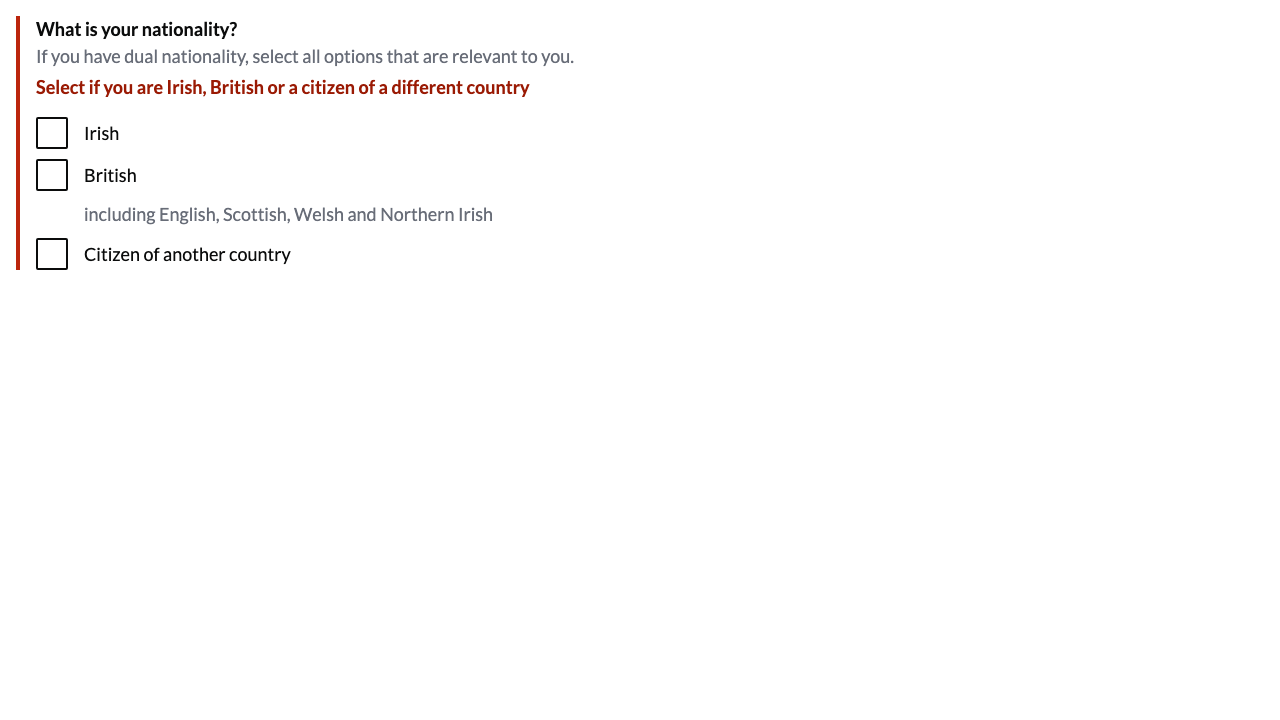 What is your nationality?
If you have dual nationality, select all options that are relevant to you.
Select if you are Irish, British or a citizen of a different country
Irish
British
including English, Scottish, Welsh and Northern Irish
Citizen of another country